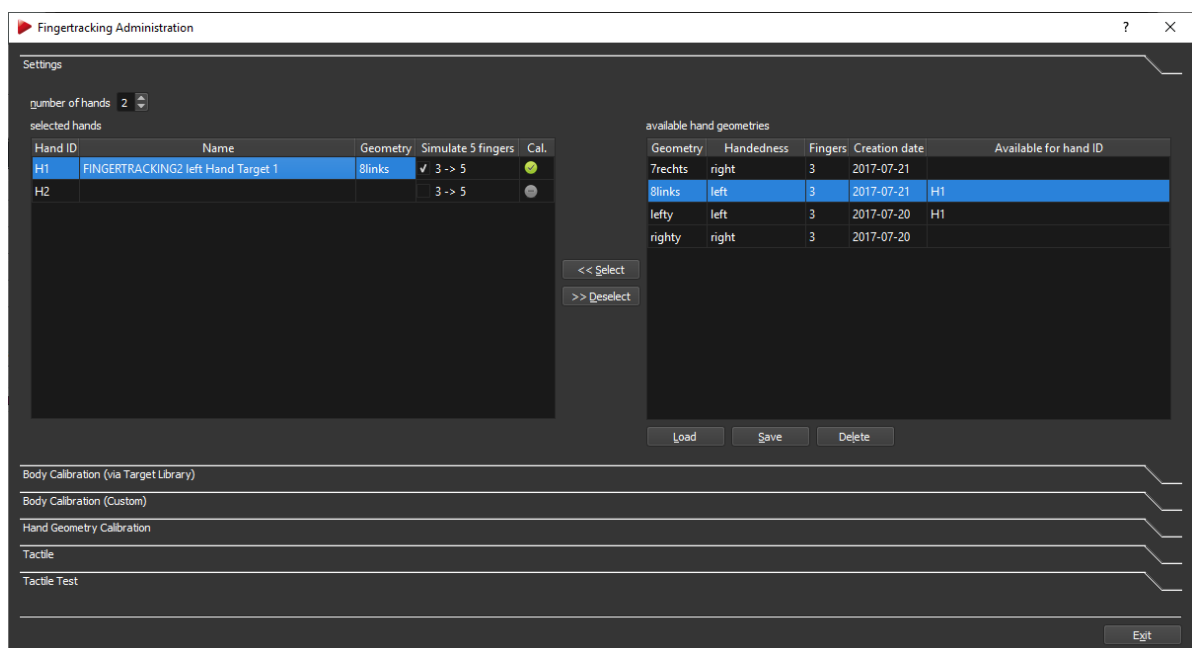 Fingertracking Administration ?
Settings
number of hands 2
selected hands
Hand ID Name Geometry Simulate 5 fingers Cal.
H1 FINGERTRACKING2 left Hand Target 1 8links 3 -> 5
H2 3 -> 5
<< Select
>> Deselect
available hand geometries
Geometry Handedness Fingers Creation date Available for hand ID
7rechts right 3 2017-07-21
8links left 3 2017-07-21 H1
lefty left 3 2017-07-20 H1
righty right 3 2017-07-20
Load Save Delete
Body Calibration (via Target Library)
Body Calibration (Custom)
Hand Geometry Calibration
Tactile
Tactile Test
Exit